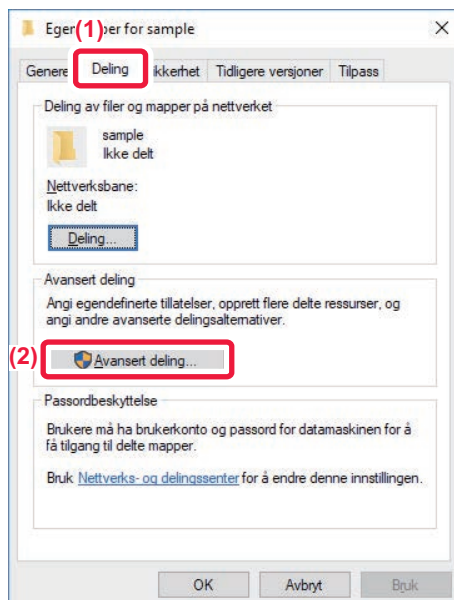 (1)
Egen per for sample
Genere Deling ikkerhet Tidligere versjoner Tilpass
Deling av filer og mapper på nettverket
sample
Ikke delt
Nettverksbane:
Ikke delt
Deling...
Avansert deling
Angi egendefinerte tillatelser, opprett flere delte ressurser, og
angi andre avanserte delingsalternativer.
(2)
Avansert deling...
Passordbeskyttelse
Brukere må ha brukerkonto og passord for datamaskinen for å
få tilgang til delte mapper.
Bruk Nettverks- og delingssenter for å endre denne innstillingen.
OK Avbryt Bruk